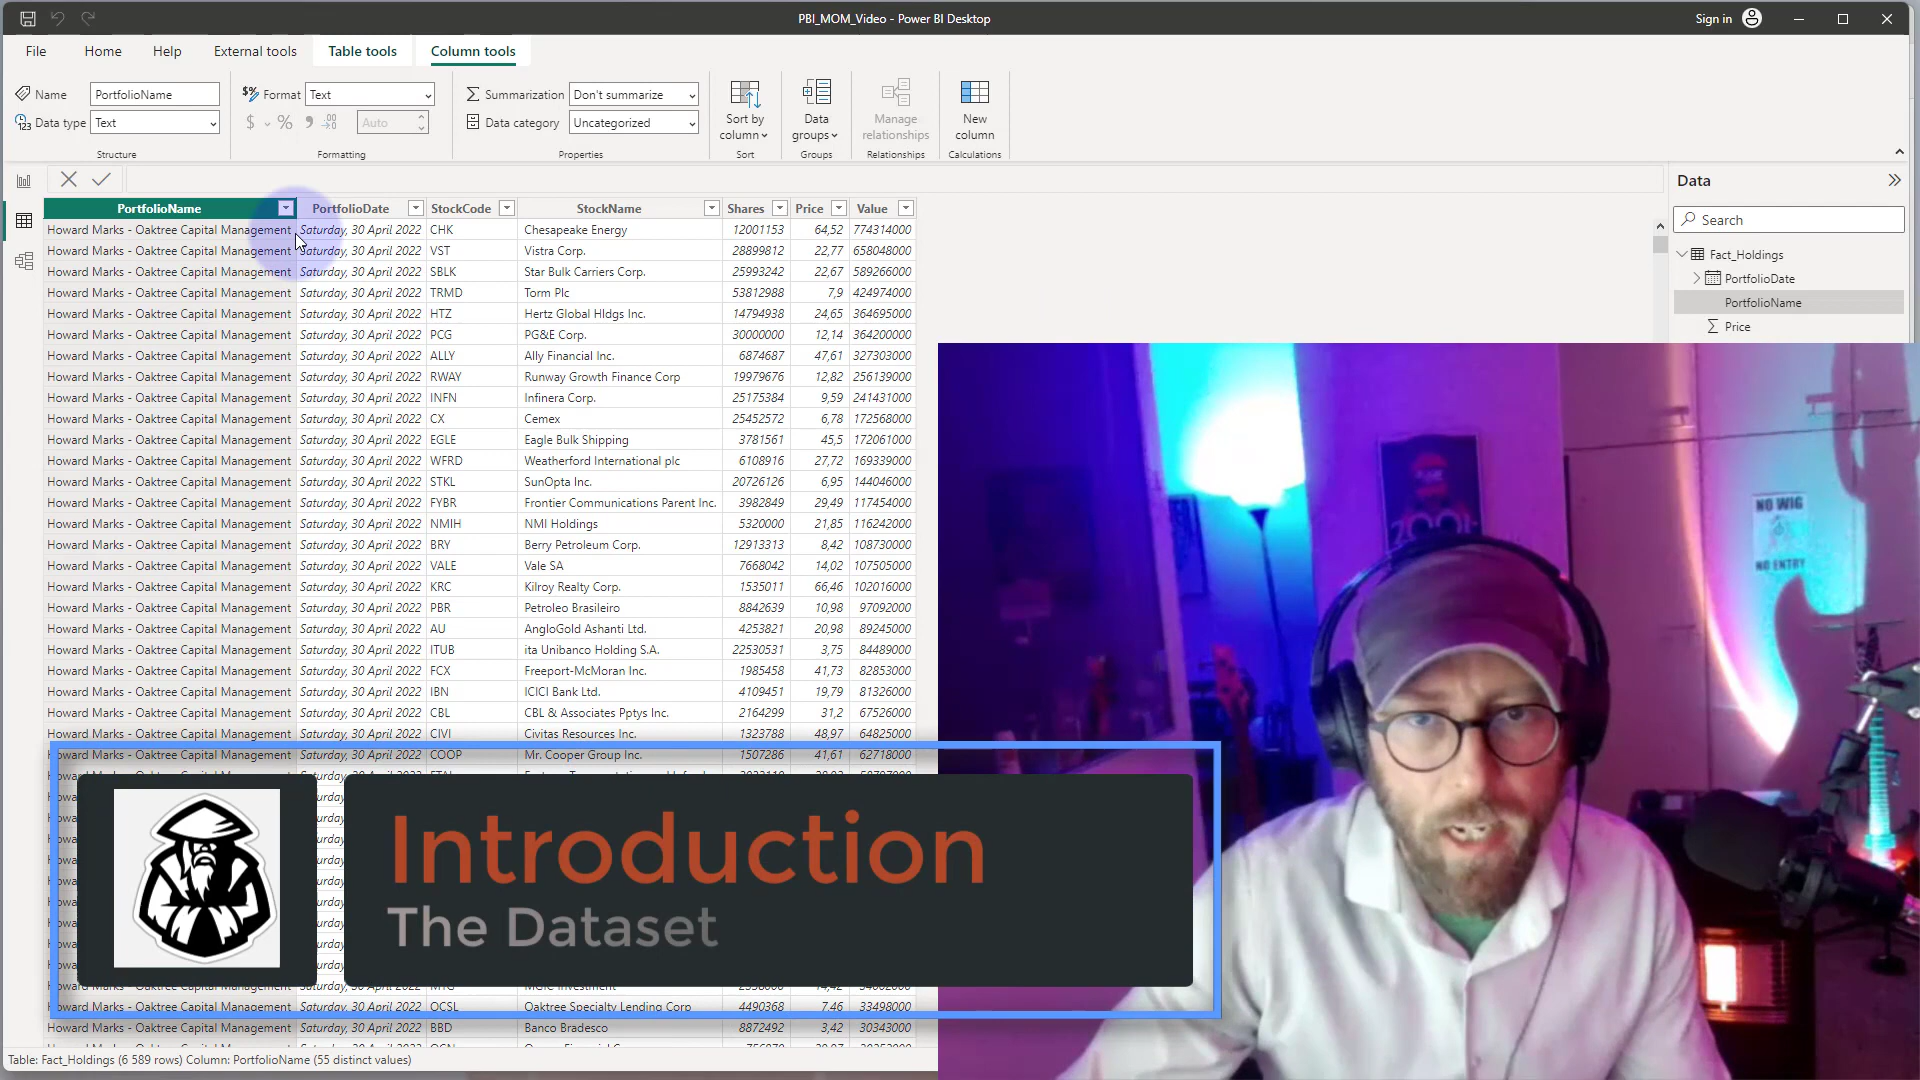 PBI_MOM_Video - Power BI Desktop
Sign in
File Home Help External tools Table tools Column tools
Name PortfolioName
Data type Text
Structure
Format Text
$ % Auto
Formatting
Summarization Don't summarize
Data category Uncategorized
Properties
Sort by column
Sort
Data groups
Groups
Manage relationships
Relationships
New column
Calculations
PortfolioName PortfolioDate StockCode StockName Shares Price Value
Howard Marks - Oaktree Capital Management Saturday, 30 April 2022 CHK Chesapeake Energy 12001153 64,52 774314000
Howard Marks - Oaktree Capital Management Saturday, 30 April 2022 VST Vistra Corp. 28899812 22,77 658048000
Howard Marks - Oaktree Capital Management Saturday, 30 April 2022 SBLK Star Bulk Carriers Corp. 25993242 22,67 589266000
Howard Marks - Oaktree Capital Management Saturday, 30 April 2022 TRMD Torm Plc 53812988 7,9 424974000
Howard Marks - Oaktree Capital Management Saturday, 30 April 2022 HTZ Hertz Global Hldgs Inc. 14794938 24,65 364695000
Howard Marks - Oaktree Capital Management Saturday, 30 April 2022 PCG PG&E Corp. 30000000 12,14 364200000
Howard Marks - Oaktree Capital Management Saturday, 30 April 2022 ALLY Ally Financial Inc. 6874687 47,61 327303000
Howard Marks - Oaktree Capital Management Saturday, 30 April 2022 RWAY Runway Growth Finance Corp 19979676 12,82 256139000
Howard Marks - Oaktree Capital Management Saturday, 30 April 2022 INFN Infinera Corp. 25175384 9,59 241431000
Howard Marks - Oaktree Capital Management Saturday, 30 April 2022 CX Cemex 25452572 6,78 172568000
Howard Marks - Oaktree Capital Management Saturday, 30 April 2022 EGLE Eagle Bulk Shipping 3781561 45,5 172061000
Howard Marks - Oaktree Capital Management Saturday, 30 April 2022 WFRD Weatherford International plc 6108916 27,72 169339000
Howard Marks - Oaktree Capital Management Saturday, 30 April 2022 STKL SunOpta Inc. 20726126 6,95 144046000
Howard Marks - Oaktree Capital Management Saturday, 30 April 2022 FYBR Frontier Communications Parent Inc. 3982849 29,49 117454000
Howard Marks - Oaktree Capital Management Saturday, 30 April 2022 NMIH NMI Holdings 5320000 21,85 116242000
Howard Marks - Oaktree Capital Management Saturday, 30 April 2022 BRY Berry Petroleum Corp. 12913313 8,42 108730000
Howard Marks - Oaktree Capital Management Saturday, 30 April 2022 VALE Vale SA 7668042 14,02 107505000
Howard Marks - Oaktree Capital Management Saturday, 30 April 2022 KRC Kilroy Realty Corp. 1535011 66,46 102016000
Howard Marks - Oaktree Capital Management Saturday, 30 April 2022 PBR Petroleo Brasileiro 8842639 10,98 97092000
Howard Marks - Oaktree Capital Management Saturday, 30 April 2022 AU AngloGold Ashanti Ltd. 4253821 20,98 89245000
Howard Marks - Oaktree Capital Management Saturday, 30 April 2022 ITUB ita Unibanco Holding S.A. 22530531 3,75 84489000
Howard Marks - Oaktree Capital Management Saturday, 30 April 2022 FCX Freeport-McMoran Inc. 1985458 41,73 82853000
Howard Marks - Oaktree Capital Management Saturday, 30 April 2022 IBN ICICI Bank Ltd. 4109451 19,79 81326000
Howard Marks - Oaktree Capital Management Saturday, 30 April 2022 CBL CBL & Associates Pptys Inc. 2164299 31,2 67526000
Howard Marks - Oaktree Capital Management Saturday, 30 April 2022 CIVI Civitas Resources Inc. 1323788 48,97 64825000
Howard Marks - Oaktree Capital Management Saturday, 30 April 2022 COOP Mr. Cooper Group Inc. 1507286 41,61 62718000
Introduction
The Dataset
Howard Marks - Oaktree Capital Management Saturday, 30 April 2022 OCSL Oaktree Specialty Lending Corp 4490368 7,46 33498000
Howard Marks - Oaktree Capital Management Saturday, 30 April 2022 BBD Banco Bradesco 8872492 3,42 30343000
Table: Fact_Holdings (6 589 rows) Column: PortfolioName (55 distinct values)
Data
Search
Fact_Holdings
PortfolioDate
PortfolioName
Price
2001
NO WIG
NO ENTRY